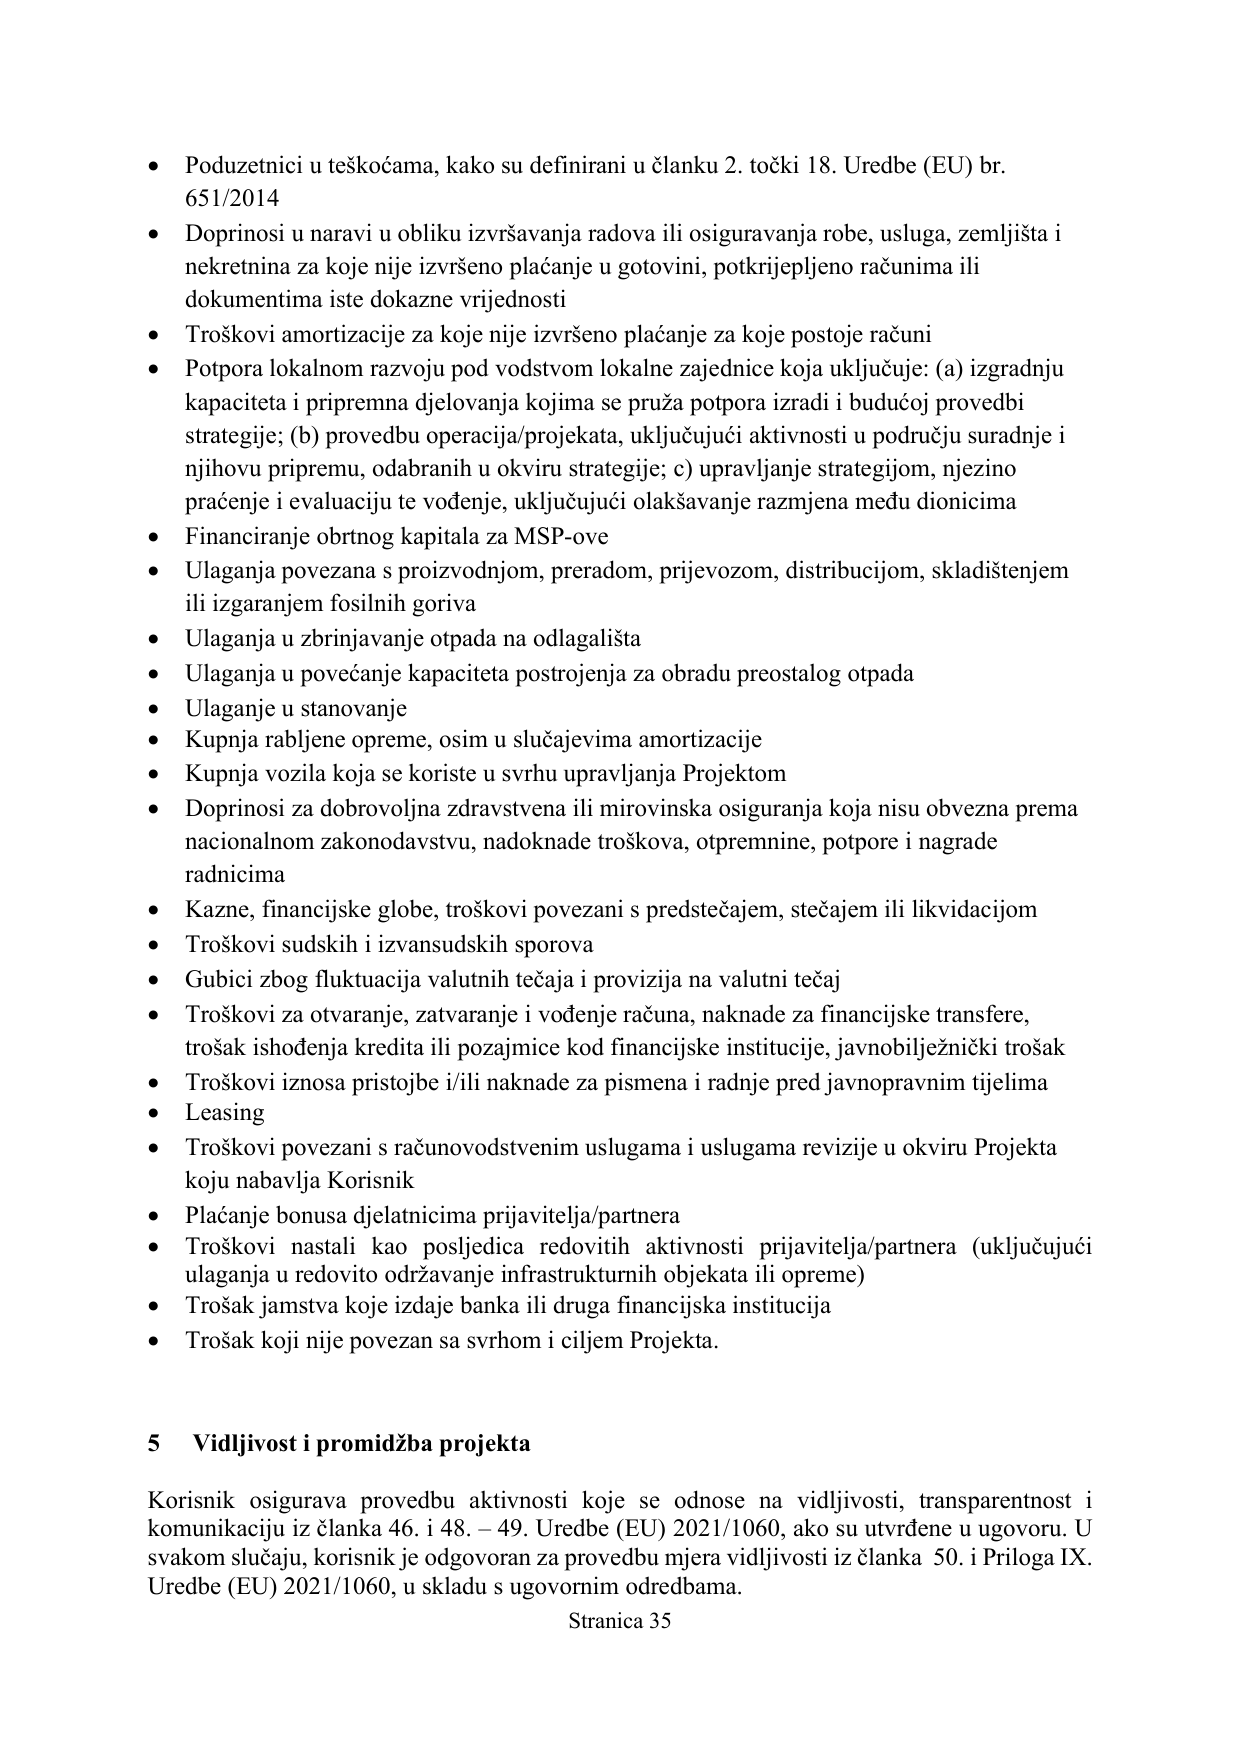 • Poduzetnici u teškoćama, kako su definirani u članku 2. točki 18. Uredbe (EU) br.
651/2014
• Doprinosi u naravi u obliku izvršavanja radova ili osiguravanja robe, usluga, zemljišta i
nekretnina za koje nije izvršeno plaćanje u gotovini, potkrijepljeno računima ili
dokumentima iste dokazne vrijednosti
• Troškovi amortizacije za koje nije izvršeno plaćanje za koje postoje računi
• Potpora lokalnom razvoju pod vodstvom lokalne zajednice koja uključuje: (a) izgradnju
kapaciteta i pripremna djelovanja kojima se pruža potpora izradi i budućoj provedbi
strategije; (b) provedbu operacija/projekata, uključujući aktivnosti u području suradnje i
njihovu pripremu, odabranih u okviru strategije; c) upravljanje strategijom, njezino
praćenje i evaluaciju te vođenje, uključujući olakšavanje razmjena među dionicima
• Financiranje obrtnog kapitala za MSP-ove
• Ulaganja povezana s proizvodnjom, preradom, prijevozom, distribucijom, skladištenjem
ili izgaranjem fosilnih goriva
• Ulaganja u zbrinjavanje otpada na odlagališta
• Ulaganja u povećanje kapaciteta postrojenja za obradu preostalog otpada
• Ulaganje u stanovanje
• Kupnja rabljene opreme, osim u slučajevima amortizacije
• Kupnja vozila koja se koriste u svrhu upravljanja Projektom
• Doprinosi za dobrovoljna zdravstvena ili mirovinska osiguranja koja nisu obvezna prema
nacionalnom zakonodavstvu, nadoknade troškova, otpremnine, potpore i nagrade
radnicima
• Kazne, financijske globe, troškovi povezani s predstečajem, stečajem ili likvidacijom
• Troškovi sudskih i izvansudskih sporova
• Gubici zbog fluktuacija valutnih tečaja i provizija na valutni tečaj
• Troškovi za otvaranje, zatvaranje i vođenje računa, naknade za financijske transfere,
trošak ishođenja kredita ili pozajmice kod financijske institucije, javnobilježnički trošak
• Troškovi iznosa pristojbe i/ili naknade za pismena i radnje pred javnopravnim tijelima
• Leasing
• Troškovi povezani s računovodstvenim uslugama i uslugama revizije u okviru Projekta
koju nabavlja Korisnik
• Plaćanje bonusa djelatnicima prijavitelja/partnera
• Troškovi nastali kao posljedica redovitih aktivnosti prijavitelja/partnera (uključujući
ulaganja u redovito održavanje infrastrukturnih objekata ili opreme)
• Trošak jamstva koje izdaje banka ili druga financijska institucija
• Trošak koji nije povezan sa svrhom i ciljem Projekta.
5 Vidljivost i promidžba projekta
Korisnik osigurava provedbu aktivnosti koje se odnose na vidljivosti, transparentnost i
komunikaciju iz članka 46. i 48. – 49. Uredbe (EU) 2021/1060, ako su utvrđene u ugovoru. U
svakom slučaju, korisnik je odgovoran za provedbu mjera vidljivosti iz članka 50. i Priloga IX.
Uredbe (EU) 2021/1060, u skladu s ugovornim odredbama.
Stranica 35